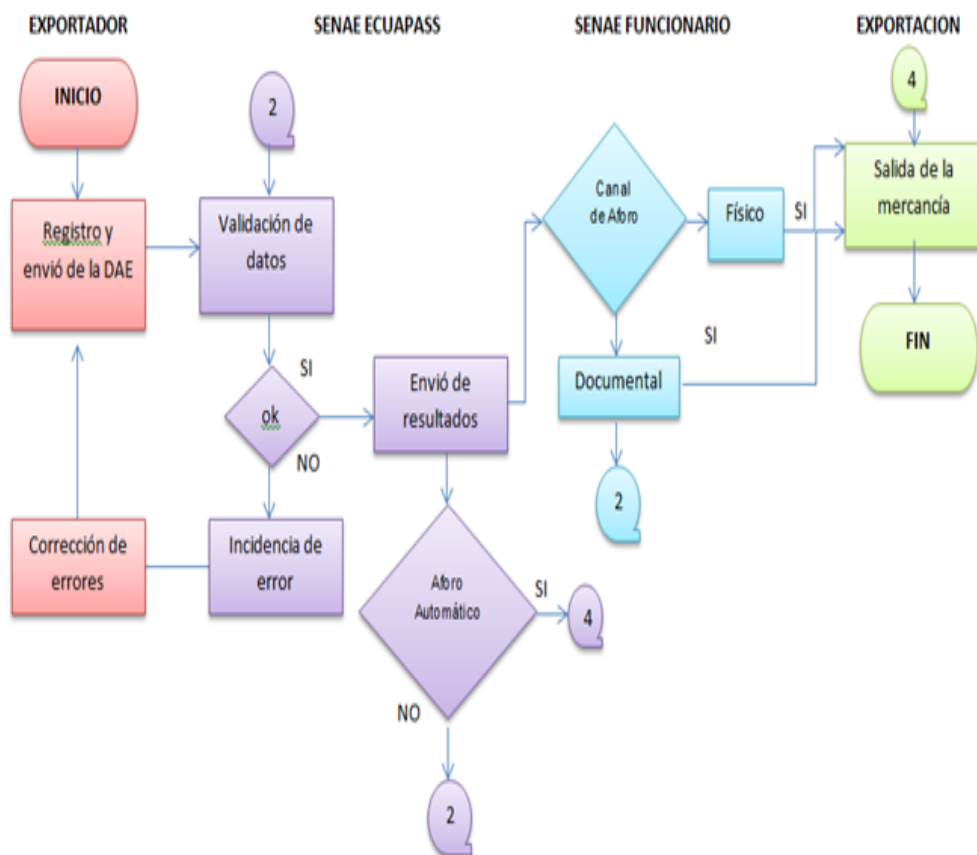 EXPORTADOR
SENAE ECUAPASS
SENAE FUNCIONARIO
EXPORTACION
INICIO
2
4
Registro y
envió de la DAE
Validación de
datos
Canal
de Aforo
Físico
SI
Salida de la
mercancía
SI
ok
NO
Envió de
resultados
SI
Documental
FIN
2
Corrección de
errores
Incidencia de
error
Aforo
Automático
SI
4
NO
2